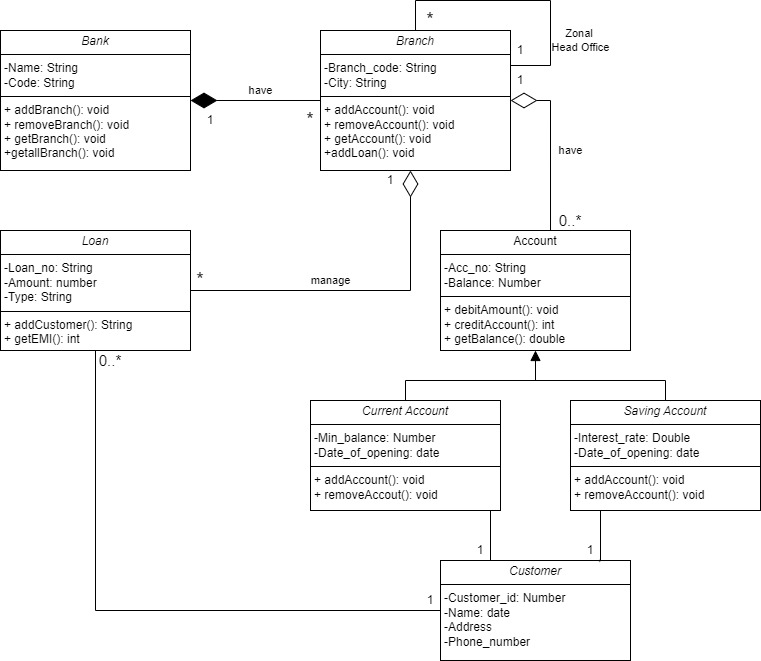 Bank
-Name: String
-Code: String
+ addBranch(): void
+ removeBranch(): void
+ getBranch(): void
+getallBranch(): void
have
1
*
Branch
-Branch_code: String
-City: String
+ addAccount(): void
+ removeAccount(): void
+ getAccount(): void
+addLoan(): void
*
1
Zonal
Head Office
1
have
0..*
1
manage
*
Loan
-Loan_no: String
-Amount: number
-Type: String
+ addCustomer(): String
+ getEMI(): int
0..*
Account
-Acc_no: String
-Balance: Number
+ debitAmount(): void
+ creditAccount(): int
+ getBalance(): double
Current Account
-Min_balance: Number
-Date_of_opening: date
+ addAccount(): void
+ removeAccout(): void
Saving Account
-Interest_rate: Double
-Date_of_opening: date
+ addAccount(): void
+ removeAccount(): void
1
1
1
Customer
-Customer_id: Number
-Name: date
-Address
-Phone_number